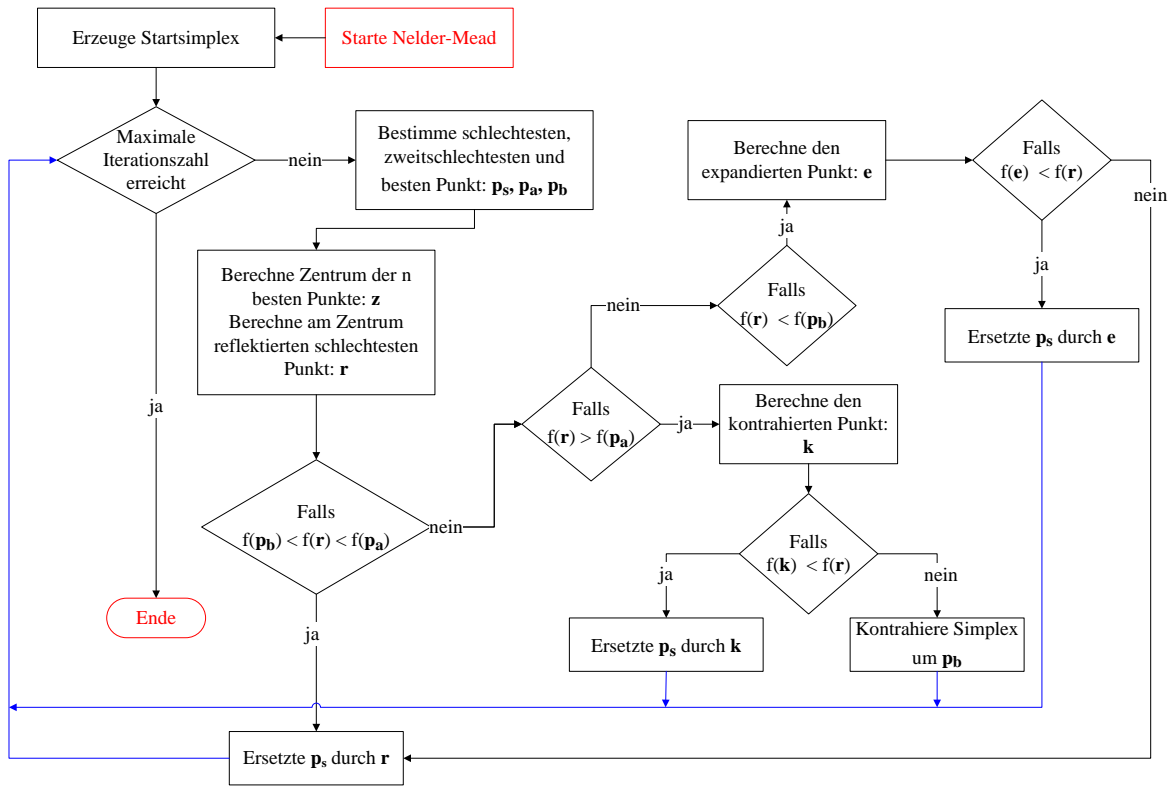 Erzeuge Startsimplex
Starte Nelder-Mead
Maximale
Iterationszahl
erreicht
nein
Bestimme schlechtesten,
zweitschlechtesten und
besten Punkt: ps, pa, pb
Berechne Zentrum der n
besten Punkte: z
Berechne am Zentrum
reflektierten schlechtesten
Punkt: r
ja
Ende
Falls
f(pb) < f(r) < f(pa)
nein
ja
Ersetzte ps durch r
Falls
f(r) > f(pa)
nein
ja
Falls
f(r) < f(pb)
ja
Berechne den
expandierten Punkt: e
Falls
f(e) < f(r)
nein
ja
Ersetzte ps durch e
Berechne den
kontrahierten Punkt:
k
Falls
f(k) < f(r)
ja
nein
Ersetzte ps durch k
Kontrahiere Simplex
um pb